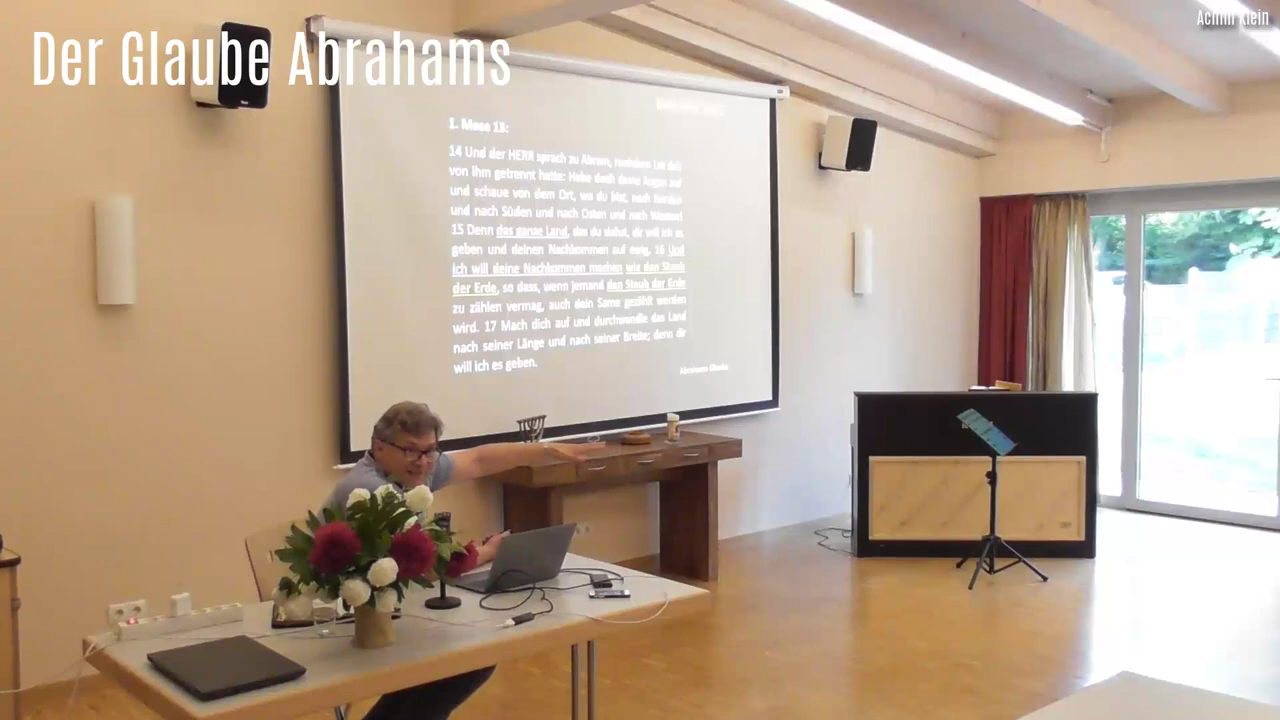 Der Glaube Abrahams
Achim Klein
1. Mose 13:
14 Und der HERR sprach zu Abram, nachdem Lot sich
von ihm getrennt hatte: Hebe doch deine Augen auf
und schaue von dem Ort, wo du bist, nach Norden
und nach Süden und nach Osten und nach Westen!
15 Denn das ganze Land, das du siehst, dir will ich es
geben und deinen Nachkommen auf ewig. 16 Und
ich will deine Nachkommen machen wie den Staub
der Erde, so dass, wenn jemand den Staub der Erde
zu zählen vermag, auch dein Same gezählt werden
wird. 17 Mach dich auf und durchwandle das Land
nach seiner Länge und nach seiner Breite; denn dir
will ich es geben.
Abrahams Glaube